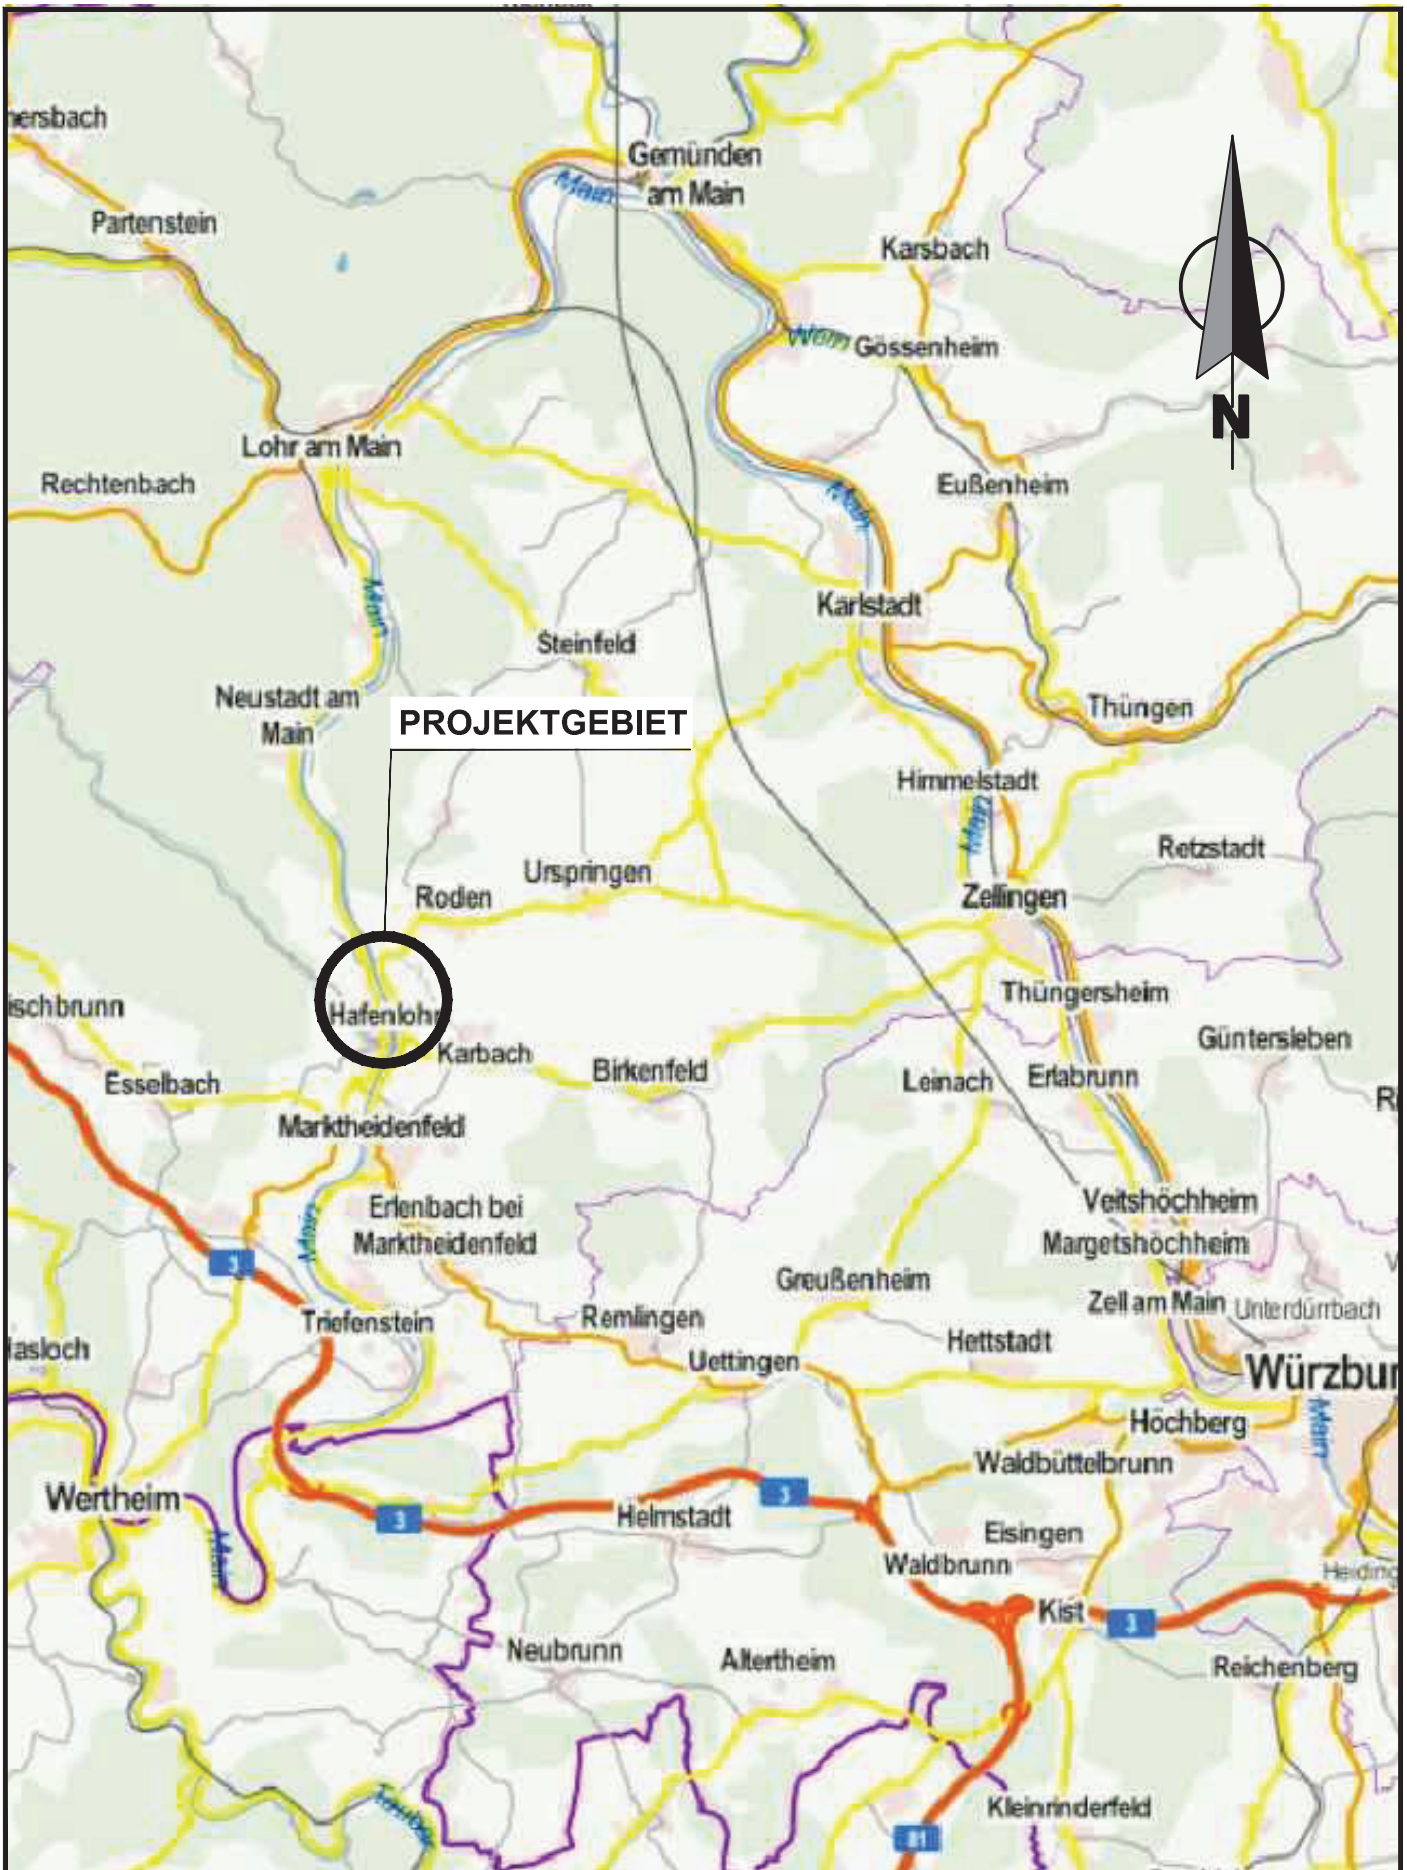 Gemünden
am Main
Main
Partenstein
Karsbach
Wern
Gössenheim
N
Lohr am Main
Rechtenbach
Eußenheim
Main
Main
Karlstadt
Steinfeld
Neustadt am
Main
PROJEKTGEBIET
Thüngen
Himmelstadt
Main
Retzstadt
Urspringen
Roden
Zellingen
ischbrunn
Hafenlohr
Thüngersheim
Güntersleben
Karbach
Birkenfeld
Esselbach
Leinach
Erlabrunn
Marktheidenfeld
Erlenbach bei
Marktheidenfeld
Main
Veitshöchheim
Margetshöchheim
3
Greußenheim
Zell am Main
Unterdürrbach
Triefenstein
Remlingen
Hettstadt
asloch
Uettingen
Würzbur
Höchberg
Main
Waldbüttelbrunn
Wertheim
3
3
Helmstadt
Eisingen
Main
Waldbrunn
Heiding
Kist
3
Neubrunn
Altertheim
Reichenberg
Kleinrinderfeld
81